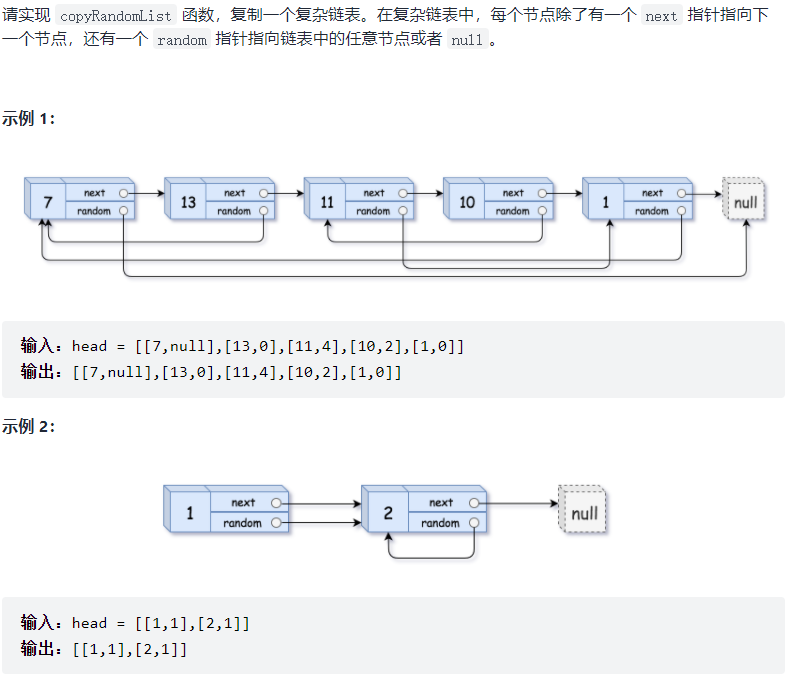 请实现 copyRandomList 函数，复制一个复杂链表。在复杂链表中，每个节点除了有一个 next 指针指向下
一个节点，还有一个 random 指针指向链表中的任意节点或者 null 。
示例 1：
7 next random 13 next random 11 next random 10 next random 1 next random null
输入：head = [[7,null],[13,0],[11,4],[10,2],[1,0]]
输出：[[7,null],[13,0],[11,4],[10,2],[1,0]]
示例 2：
1 next random 2 next random null
输入：head = [[1,1],[2,1]]
输出：[[1,1],[2,1]]